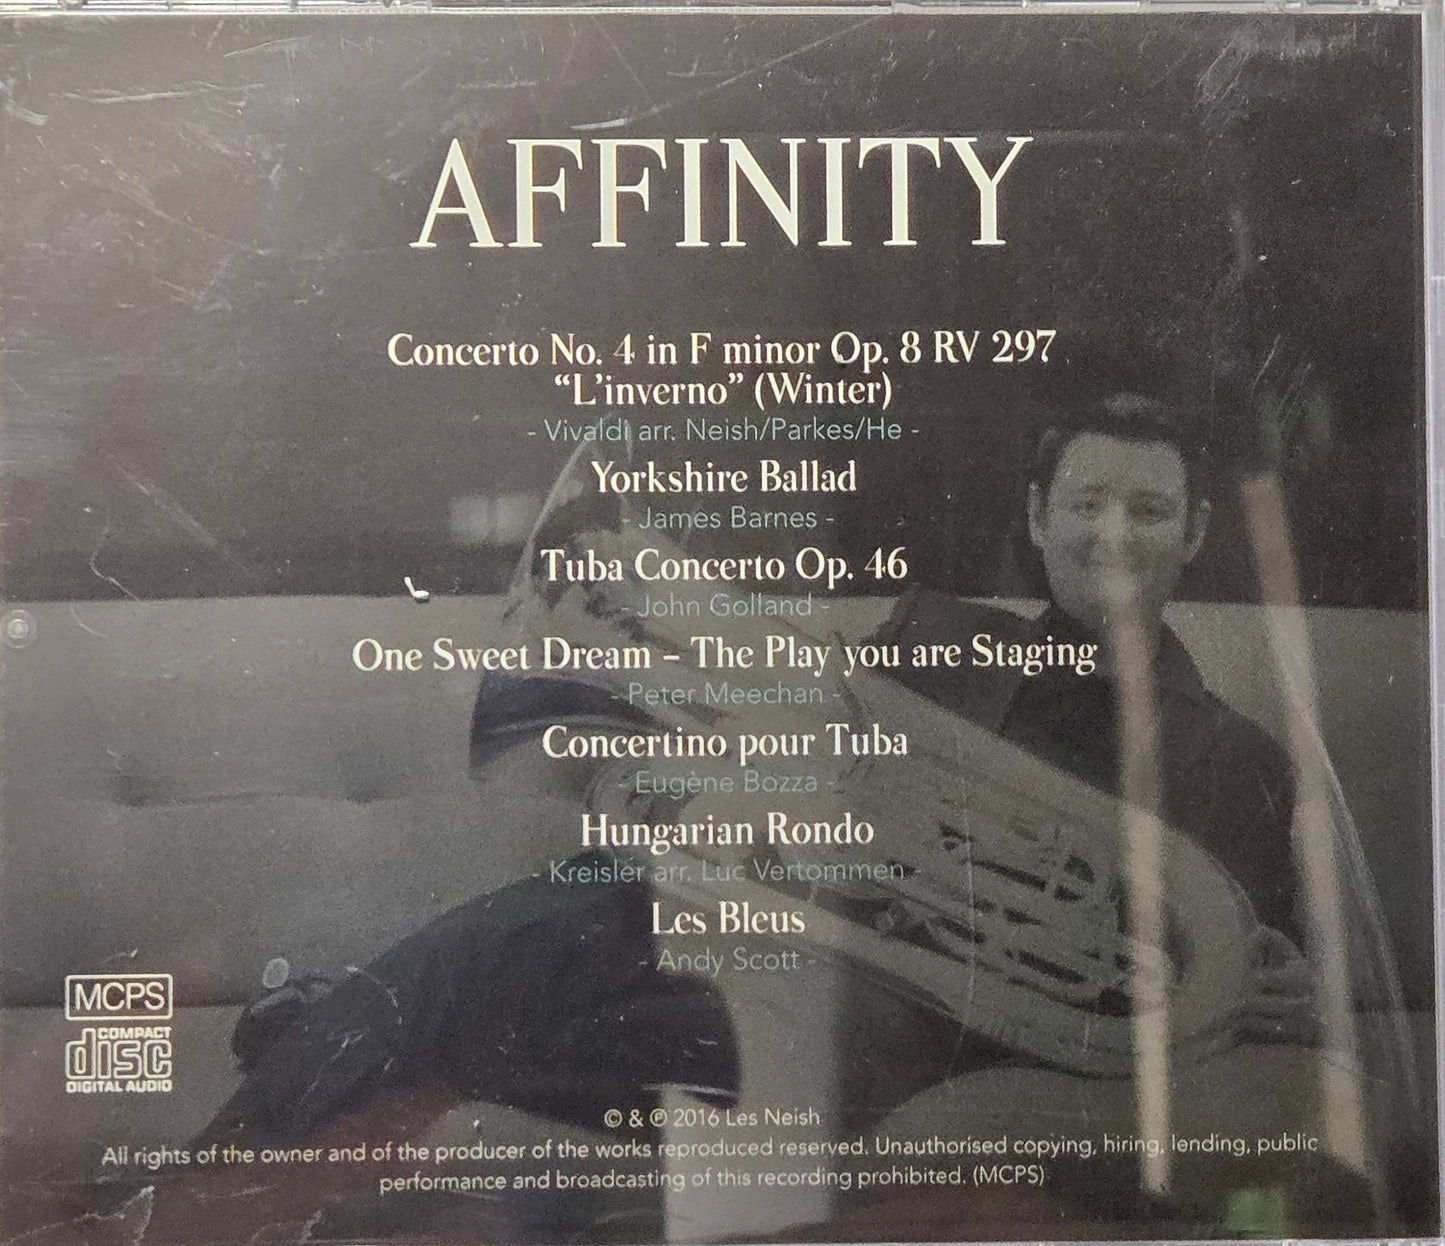 AFFINITY
Concerto No. 4 in F minor Op. 8 RV 297
“L’inverno” (Winter)
- Vivaldi arr. Neish/Parkes/He -
Yorkshire Ballad
- James Barnes -
Tuba Concerto Op. 46
- John Golland -
One Sweet Dream – The Play you are Staging
- Peter Meechan -
Concertino pour Tuba
- Eugène Bozza -
Hungarian Rondo
- Kreisler arr. Luc Vertommen -
Les Bleus
- Andy Scott -
MCPS
COMPACT
disc
DIGITAL AUDIO
© & ℗ 2016 Les Neish
All rights of the owner and of the producer of the works reproduced reserved. Unauthorised copying, hiring, lending, public
performance and broadcasting of this recording prohibited. (MCPS)